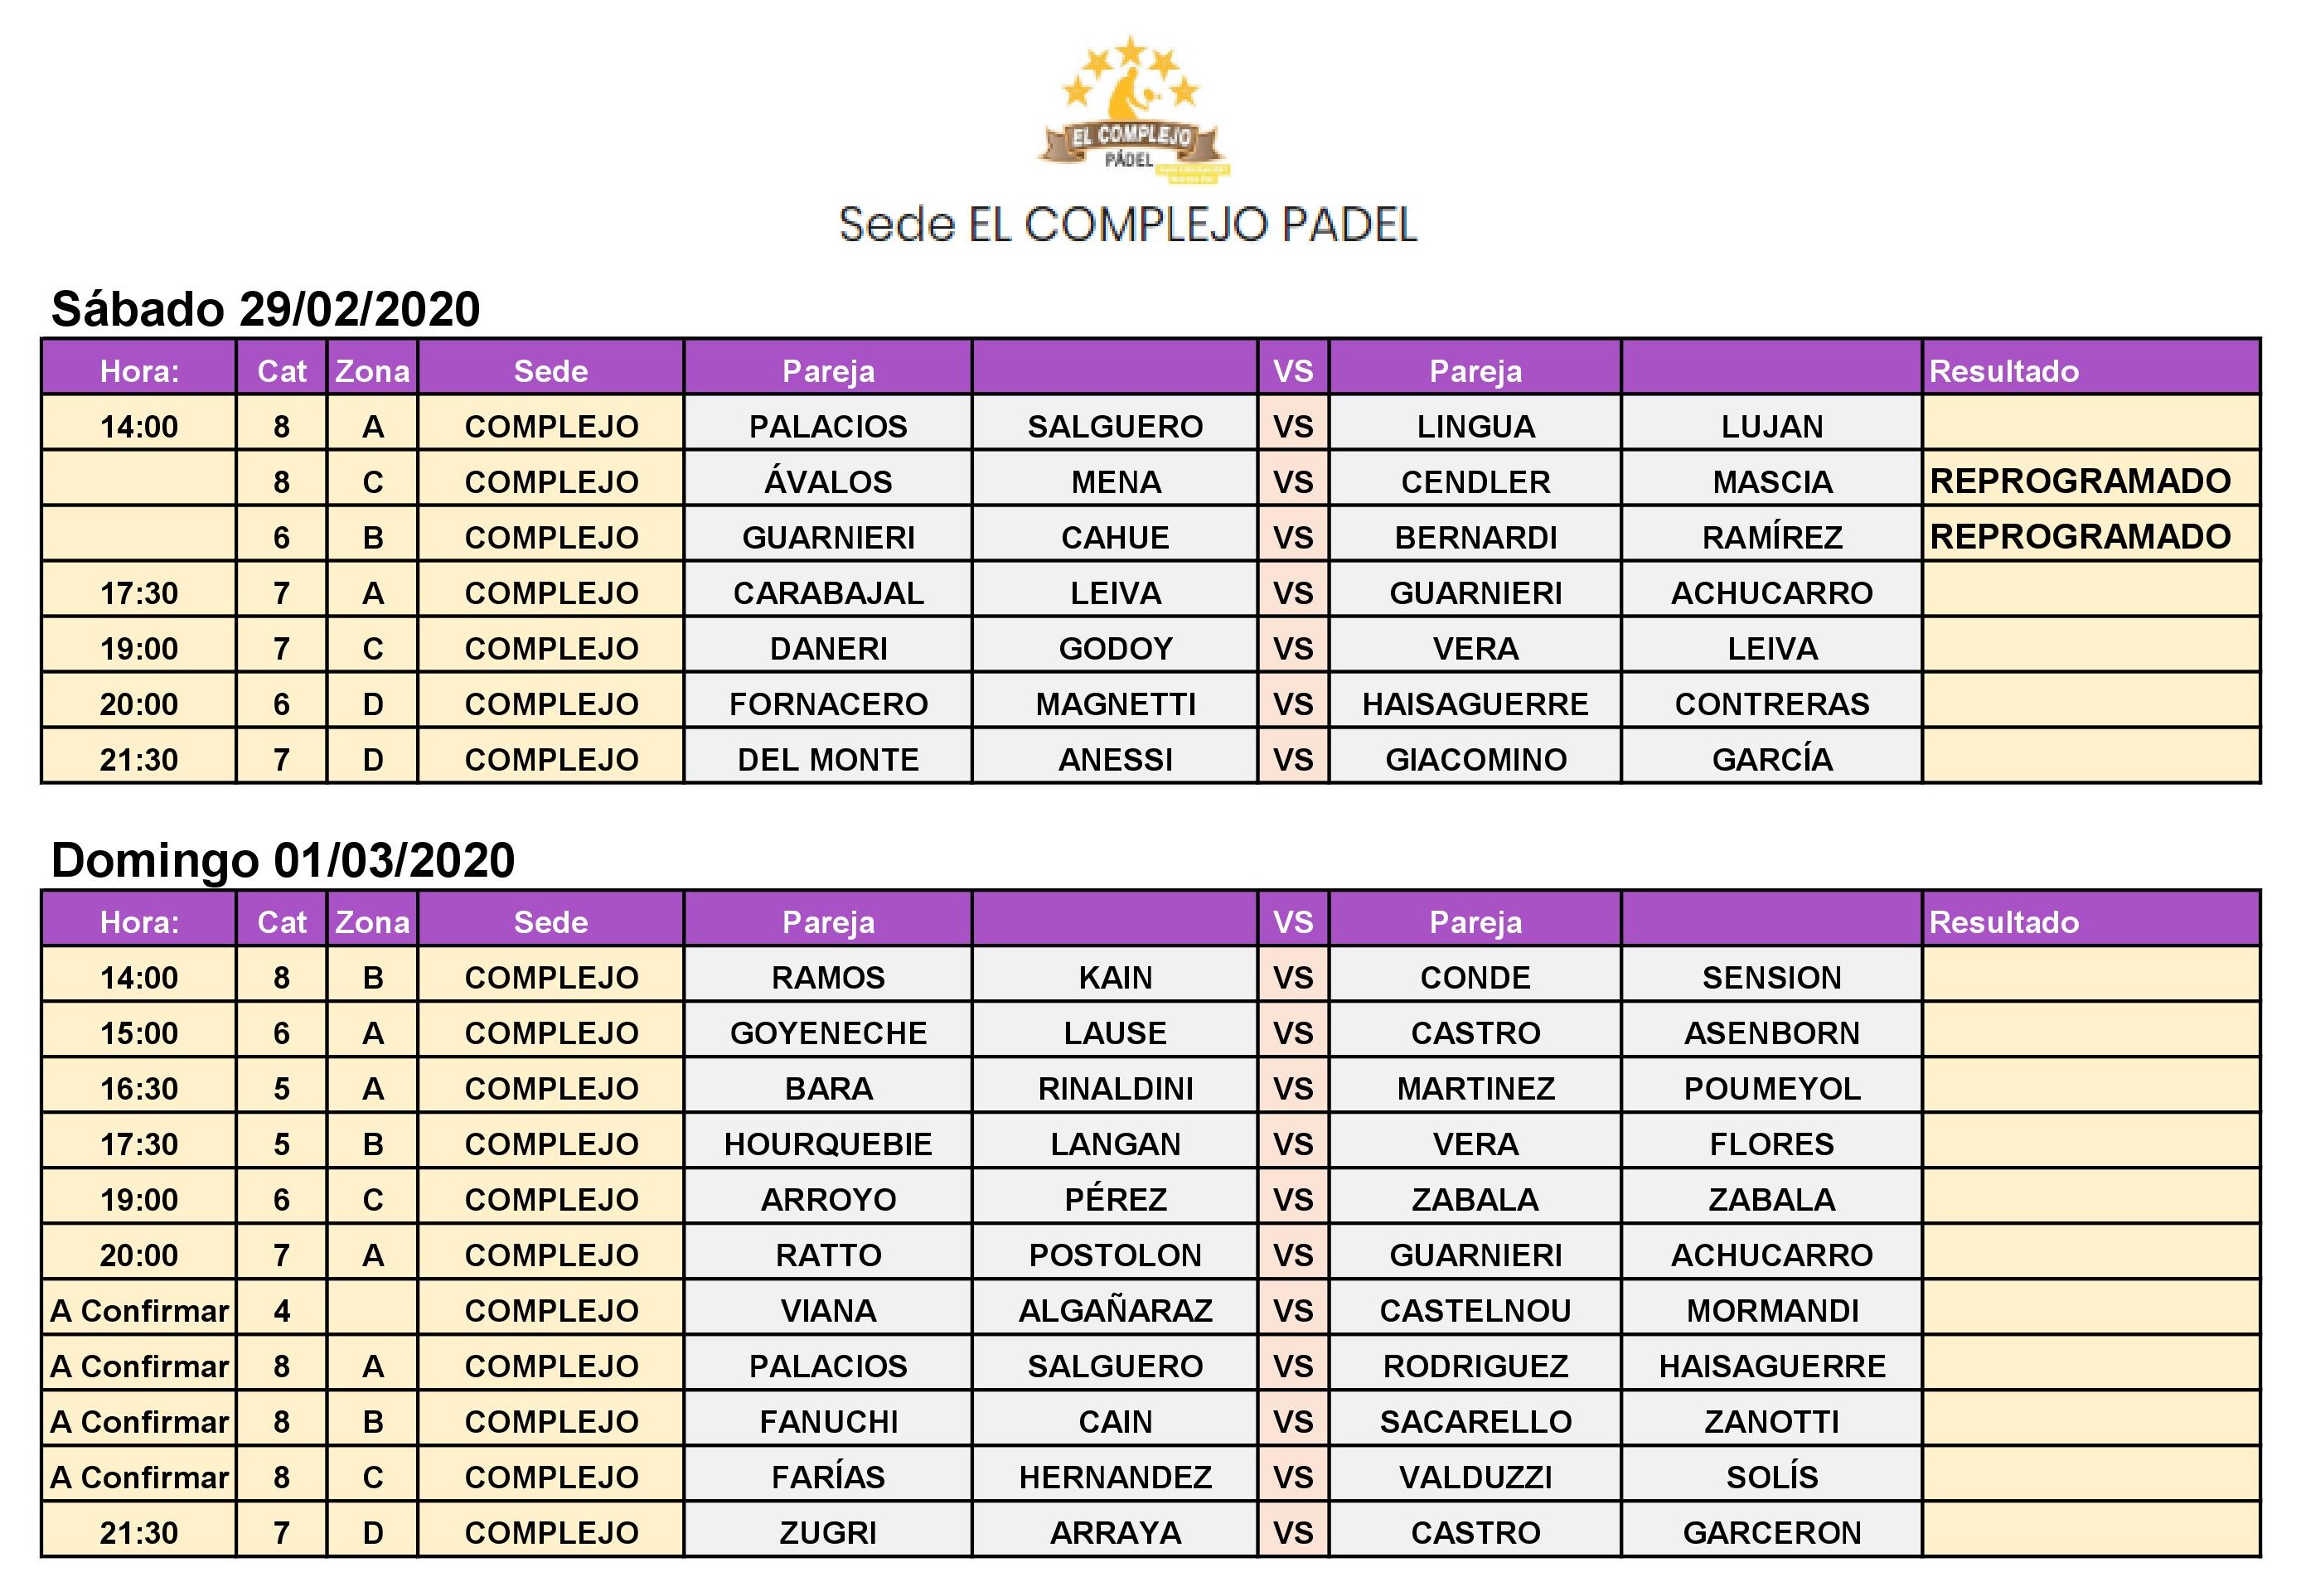 EL COMPLEJO
PÁDEL
Sede EL COMPLEJO PADEL
Sábado 29/02/2020
Hora: Cat Zona Sede Pareja VS Pareja Resultado
14:00 8 A COMPLEJO PALACIOS SALGUERO VS LINGUA LUJAN
8 C COMPLEJO ÁVALOS MENA VS CENDLER MASCIA REPROGRAMADO
6 B COMPLEJO GUARNIERI CAHUE VS BERNARDI RAMÍREZ REPROGRAMADO
17:30 7 A COMPLEJO CARABAJAL LEIVA VS GUARNIERI ACHUCARRO
19:00 7 C COMPLEJO DANERI GODOY VS VERA LEIVA
20:00 6 D COMPLEJO FORNACERO MAGNETTI VS HAISAGUERRE CONTRERAS
21:30 7 D COMPLEJO DEL MONTE ANESSI VS GIACOMINO GARCÍA
Domingo 01/03/2020
Hora: Cat Zona Sede Pareja VS Pareja Resultado
14:00 8 B COMPLEJO RAMOS KAIN VS CONDE SENSION
15:00 6 A COMPLEJO GOYENECHE LAUSE VS CASTRO ASENBORN
16:30 5 A COMPLEJO BARA RINALDINI VS MARTINEZ POUMEYOL
17:30 5 B COMPLEJO HOURQUEBIE LANGAN VS VERA FLORES
19:00 6 C COMPLEJO ARROYO PÉREZ VS ZABALA ZABALA
20:00 7 A COMPLEJO RATTO POSTOLON VS GUARNIERI ACHUCARRO
A Confirmar 4 COMPLEJO VIANA ALGAÑARAZ VS CASTELNOU MORMANDI
A Confirmar 8 A COMPLEJO PALACIOS SALGUERO VS RODRIGUEZ HAISAGUERRE
A Confirmar 8 B COMPLEJO FANUCHI CAIN VS SACARELLO ZANOTTI
A Confirmar 8 C COMPLEJO FARÍAS HERNANDEZ VS VALDUZZI SOLÍS
21:30 7 D COMPLEJO ZUGRI ARRAYA VS CASTRO GARCERON